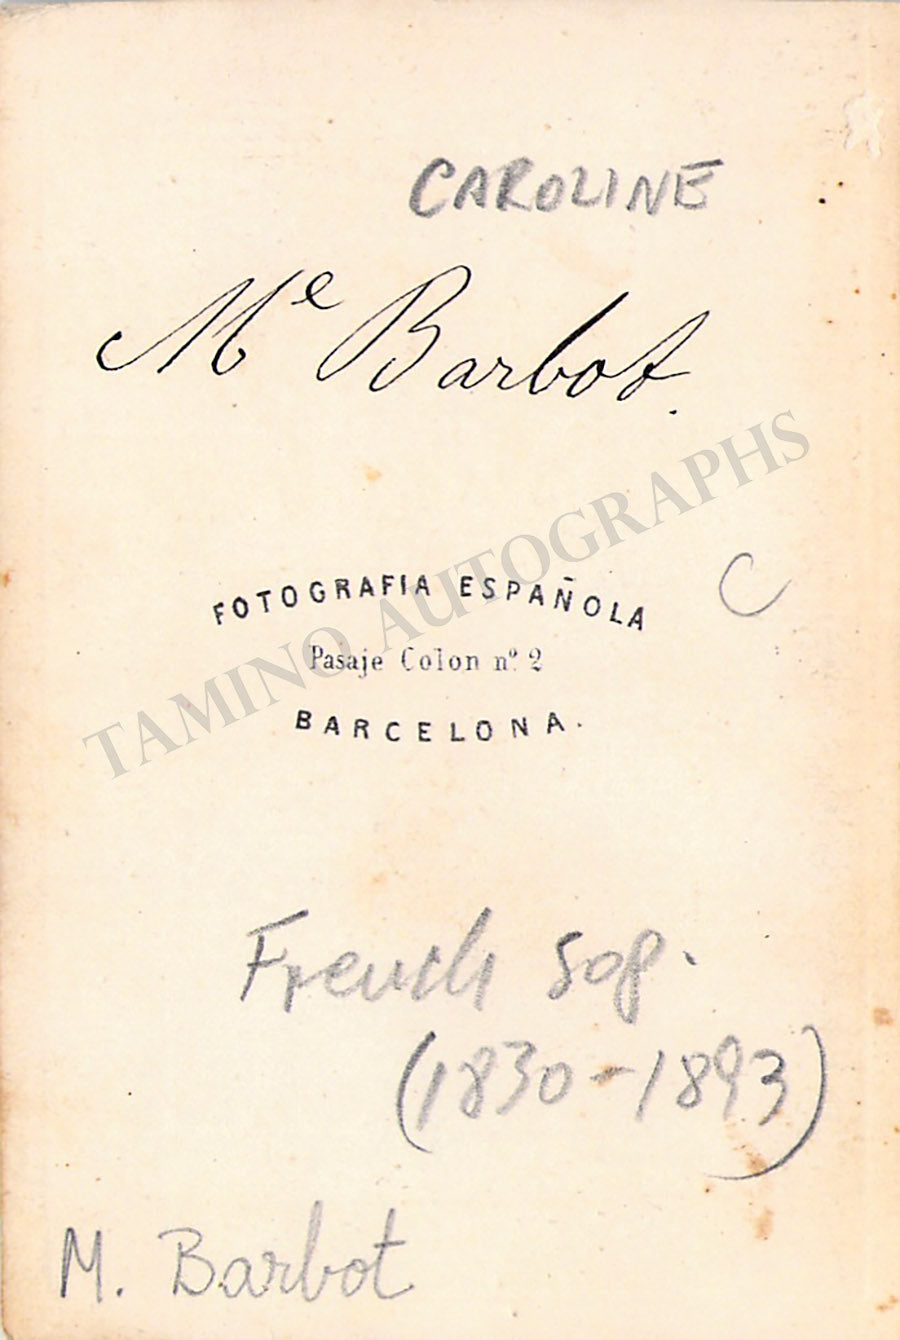 CAROLINE
Me Barbot.
TAMINO AUTOGRAPHS
FOTOGRAFIA ESPAÑOLA
C
Pasaje Colon nº 2
BARCELONA.
French sop.
(1830-1893)
M. Barbot